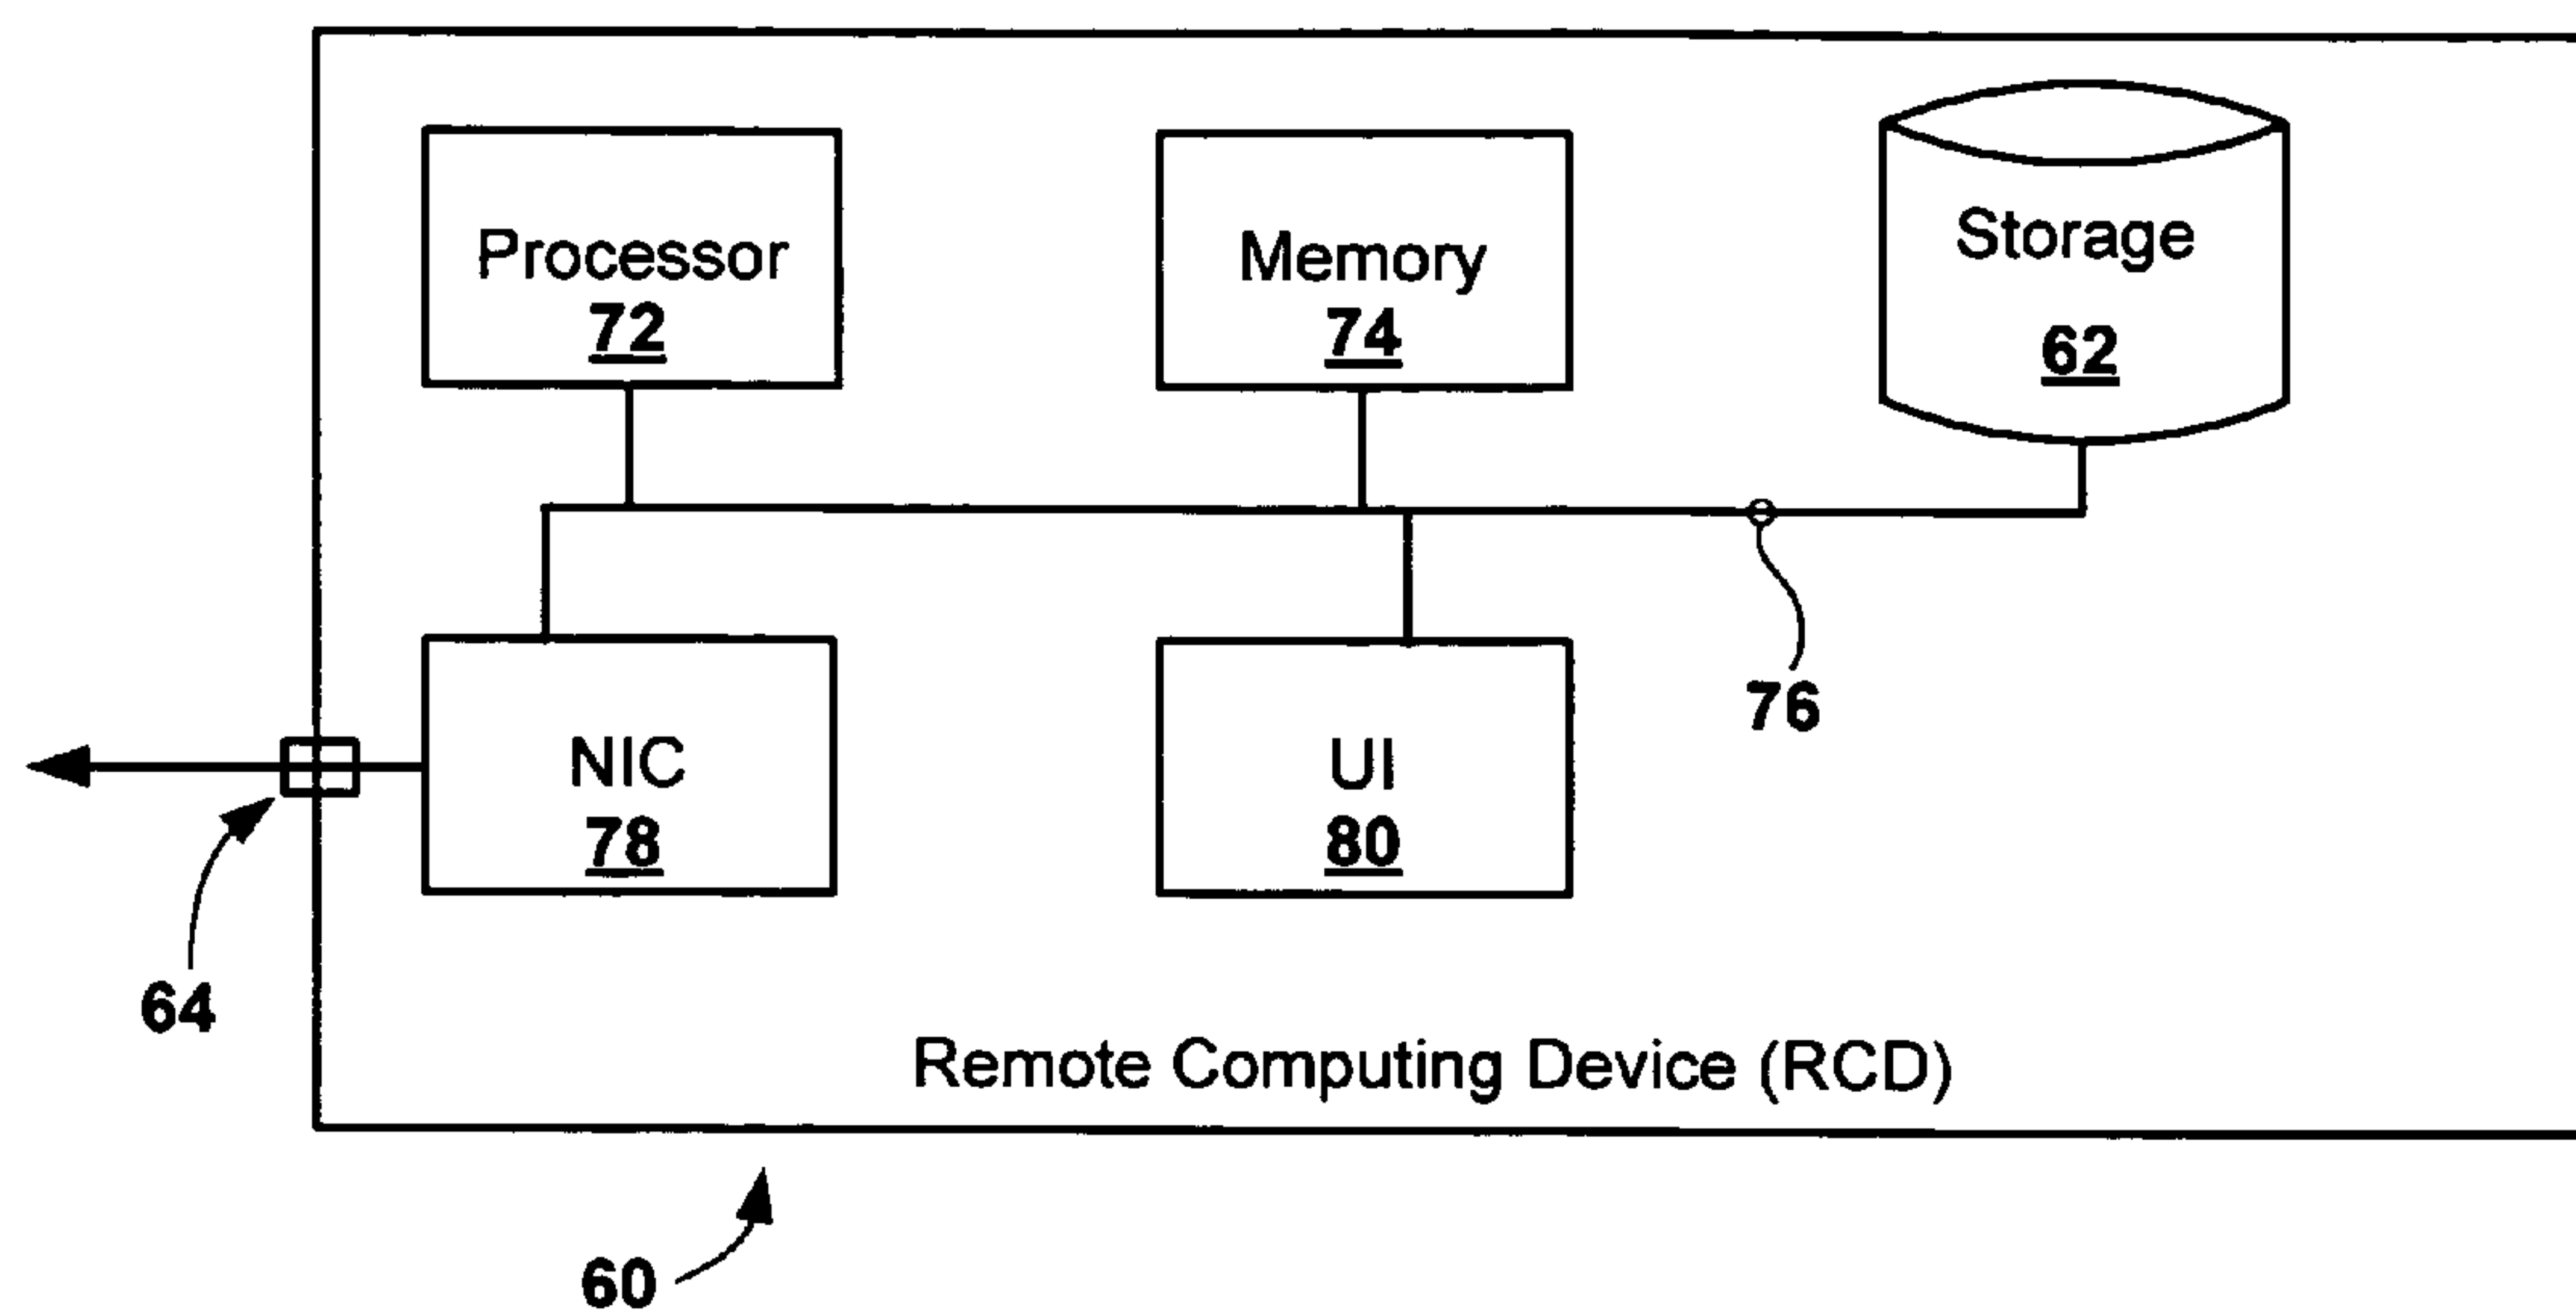 Processor
72
Memory
74
Storage
62
76
NIC
78
UI
80
64
Remote Computing Device (RCD)
60